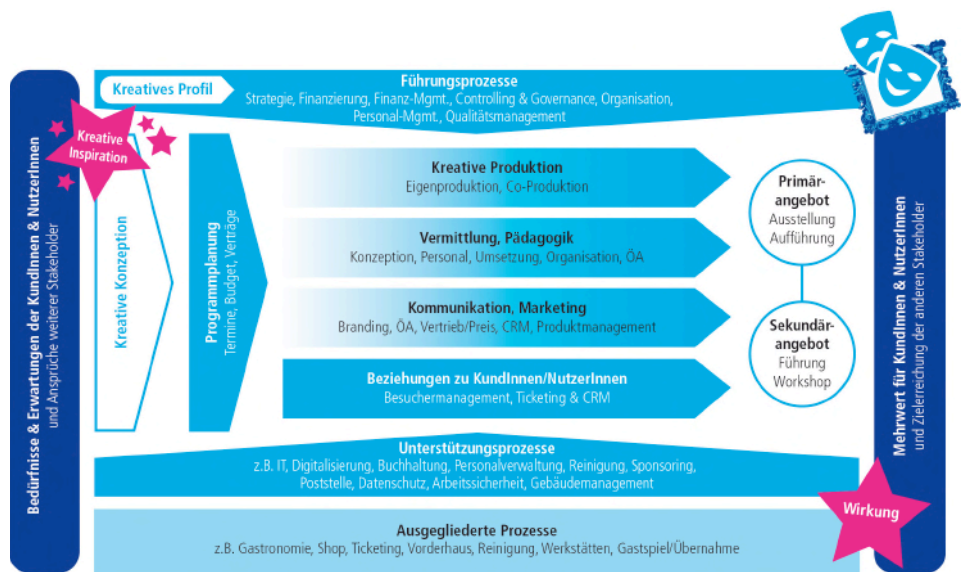 Bedürfnisse & Erwartungen der KundInnen & NutzerInnen
und Ansprüche weiterer Stakeholder
Kreative
Inspiration
Kreatives Profil
Führungsprozesse
Strategie, Finanzierung, Finanz-Mgmt., Controlling & Governance, Organisation,
Personal-Mgmt., Qualitätsmanagement
Kreative Konzeption
Programmplanung
Termine, Budget, Verträge
Kreative Produktion
Eigenproduktion, Co-Produktion
Vermittlung, Pädagogik
Konzeption, Personal, Umsetzung, Organisation, ÖA
Kommunikation, Marketing
Branding, ÖA, Vertrieb/Preis, CRM, Produktmanagement
Beziehungen zu KundInnen/NutzerInnen
Besuchermanagement, Ticketing & CRM
Primär-
angebot
Ausstellung
Aufführung
Sekundär-
angebot
Führung
Workshop
Unterstützungsprozesse
z.B. IT, Digitalisierung, Buchhaltung, Personalverwaltung, Reinigung, Sponsoring,
Poststelle, Datenschutz, Arbeitssicherheit, Gebäudemanagement
Ausgegliederte Prozesse
z.B. Gastronomie, Shop, Ticketing, Vorderhaus, Reinigung, Werkstätten, Gastspiel/Übernahme
Mehrwert für KundInnen & NutzerInnen
und Zielerreichung der anderen Stakeholder
Wirkung